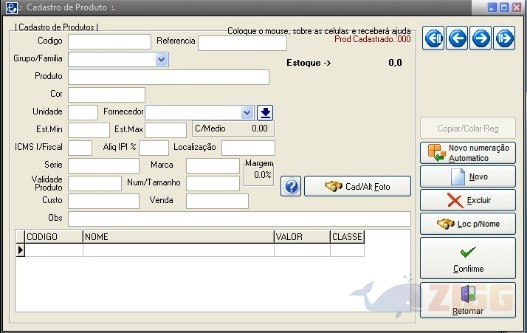 Cadastro de Produto :.
| Cadastro de Produtos |
Coloque o mouse, sobre as celulas e receberá ajuda
Prod Cadastrado: 000
Codigo
Referencia
Grupo/Familia
Estoque ->
0,0
Produto
Cor
Unidade
Fornecedor
Est.Min
Est.Max
C/Medio
0.00
ICMS I/Fiscal
Aliq IPI %
Localização
Serie
Marca
Margem
0.0%
Validade
Produto
Num/Tamanho
Cad/Alt Foto
Custo
Venda
Obs
CODIGO
NOME
VALOR
CLASSE
Copiar/Colar Reg
Novo numeração
Automatico
Novo
Excluir
Loc p/Nome
Confirme
Retornar
ZIGG